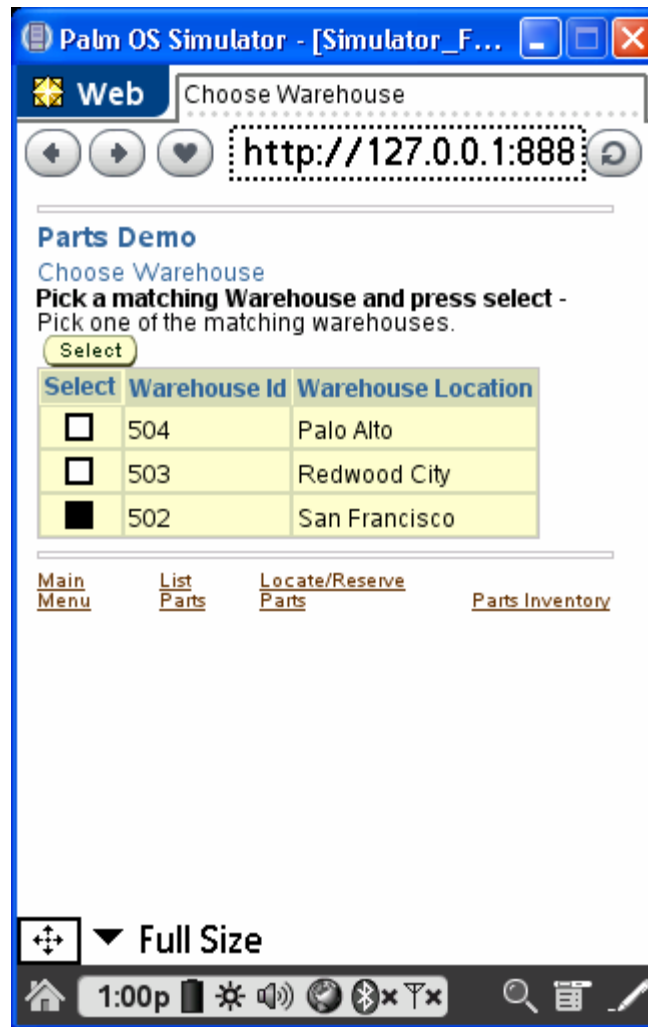 Palm OS Simulator - [Simulator_F...
Web
Choose Warehouse
http://127.0.0.1:888
Parts Demo
Choose Warehouse
Pick a matching Warehouse and press select -
Pick one of the matching warehouses.
Select
Select Warehouse Id Warehouse Location
504 Palo Alto
503 Redwood City
502 San Francisco
Main Menu List Parts Locate/Reserve Parts Parts Inventory
Full Size
1:00p